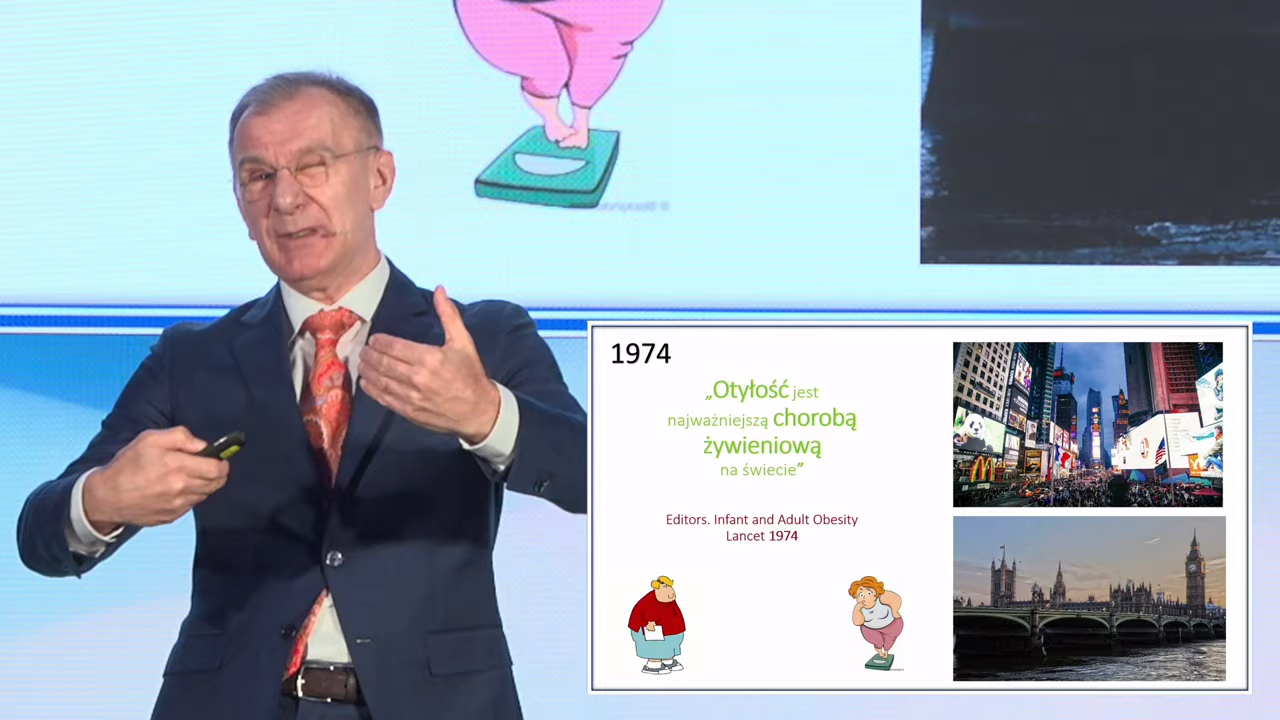 1974
„Otyłość jest
najważniejszą chorobą
żywieniową
na świecie”
Editors. Infant and Adult Obesity
Lancet 1974